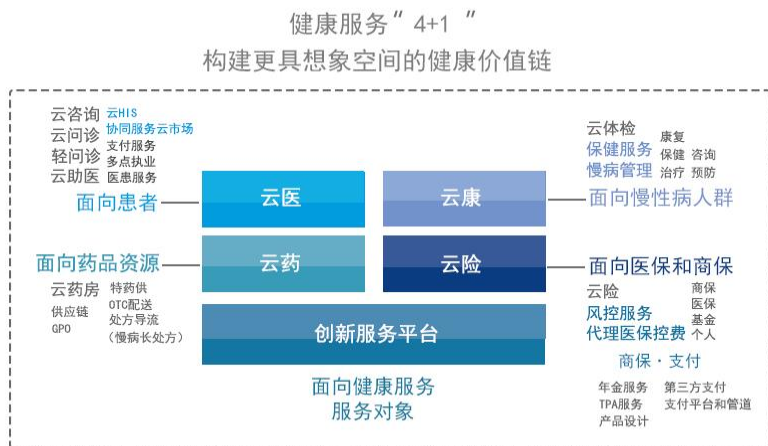 健康服务“4+1 ”
构建更具想象空间的健康价值链
云咨询 云HIS
云问诊 协同服务云市场
轻问诊 支付服务
云助医 多点执业
医患服务
面向患者
云医
云康
云体检 康复
保健服务 保健 咨询
慢病管理 治疗 预防
面向慢性病人群
面向药品资源
云药
云险
面向医保和商保
云药房 特药供
供应链 OTC配送
GPO 处方导流
（慢病长处方）
云险 商保
风控服务 医保
代理医保控费 基金
个人
创新服务平台
商保·支付
年金服务 第三方支付
TPA服务 支付平台和管道
产品设计
面向健康服务
服务对象